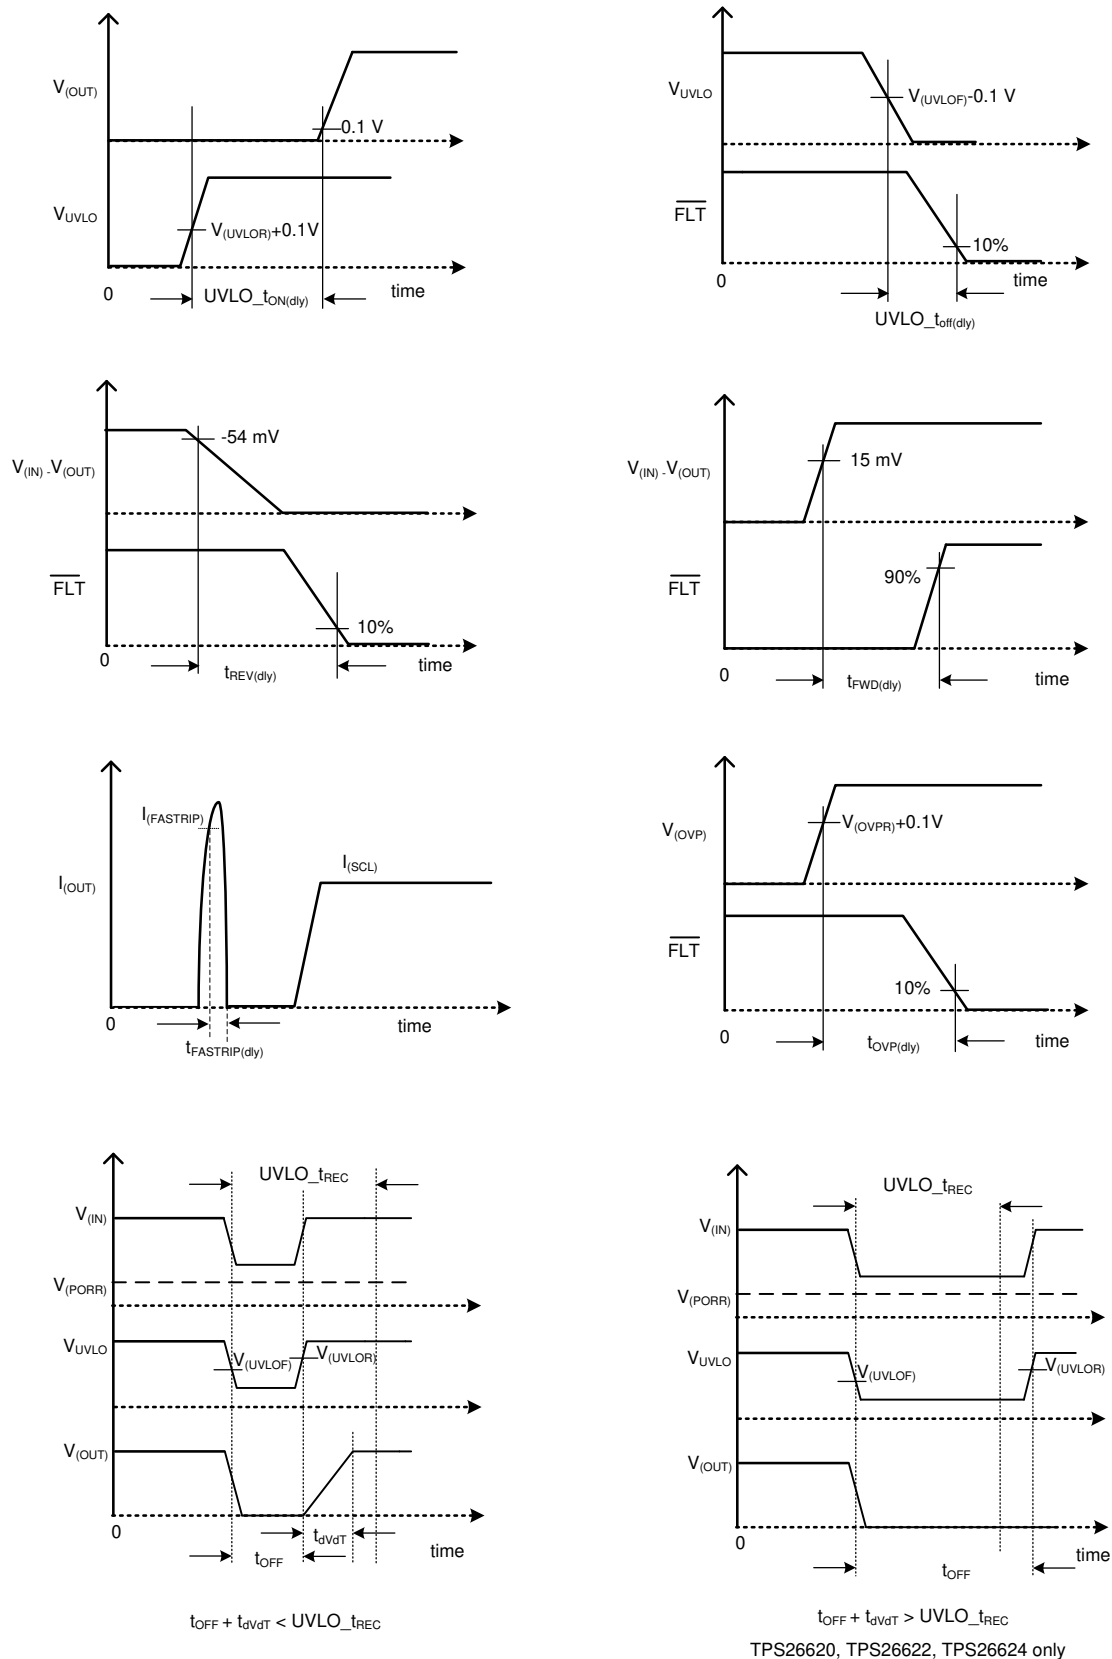 V(OUT)
0.1 V
VUVLO
V(UVLOR)+0.1V
0
UVLO_tON(dly)
time
VUVLO
V(UVLOF)-0.1 V
FLT
10%
0
time
UVLO_toff(dly)
-54 mV
V(IN) - V(OUT)
FLT
10%
0
tREV(dly)
time
15 mV
V(IN) - V(OUT)
90%
FLT
0
tFWD(dly)
time
I(FASTRIP)
I(SCL)
I(OUT)
0
time
tFASTRIP(dly)
V(OVP)
V(OVPR)+0.1V
FLT
10%
0
tOVP(dly)
time
UVLO_tREC
V(IN)
V(PORR)
VUVLO
V(UVLOF)
V(UVLOR)
V(OUT)
0
tdVdT
tOFF
time
tOFF + tdVdT < UVLO_tREC
UVLO_tREC
V(IN)
V(PORR)
VUVLO
V(UVLOF)
V(UVLOR)
V(OUT)
0
time
tOFF
tOFF + tdVdT > UVLO_tREC
TPS26620, TPS26622, TPS26624 only